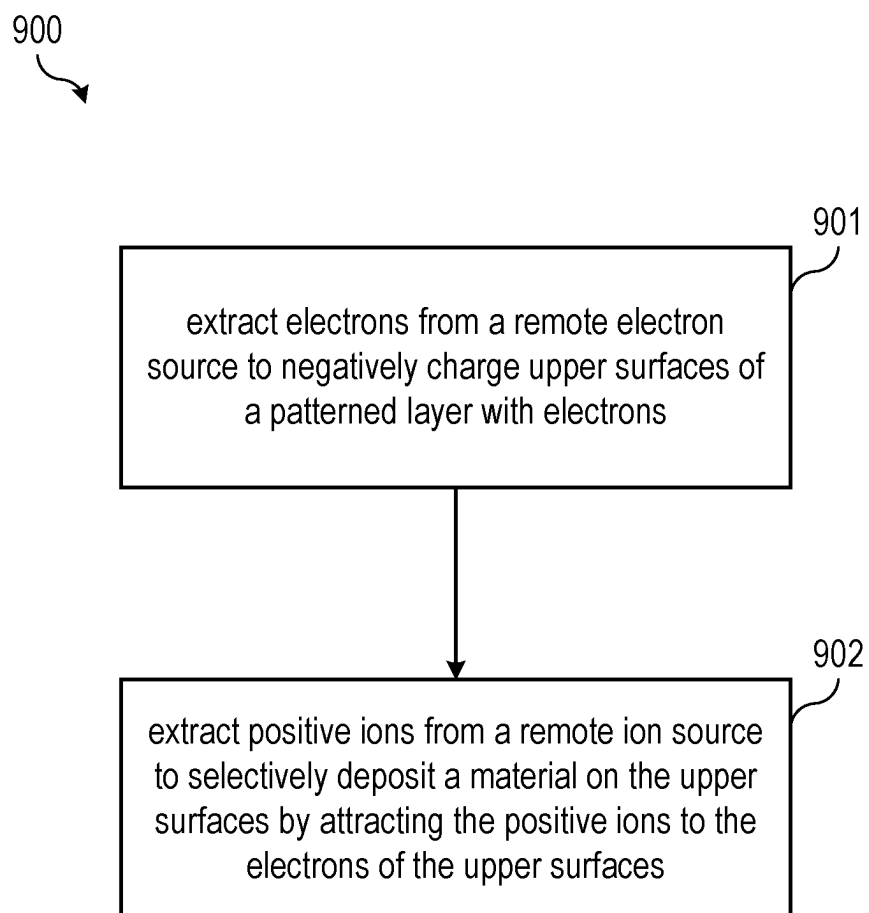 900
901
extract electrons from a remote electron
source to negatively charge upper surfaces of
a patterned layer with electrons
902
extract positive ions from a remote ion source
to selectively deposit a material on the upper
surfaces by attracting the positive ions to the
electrons of the upper surfaces